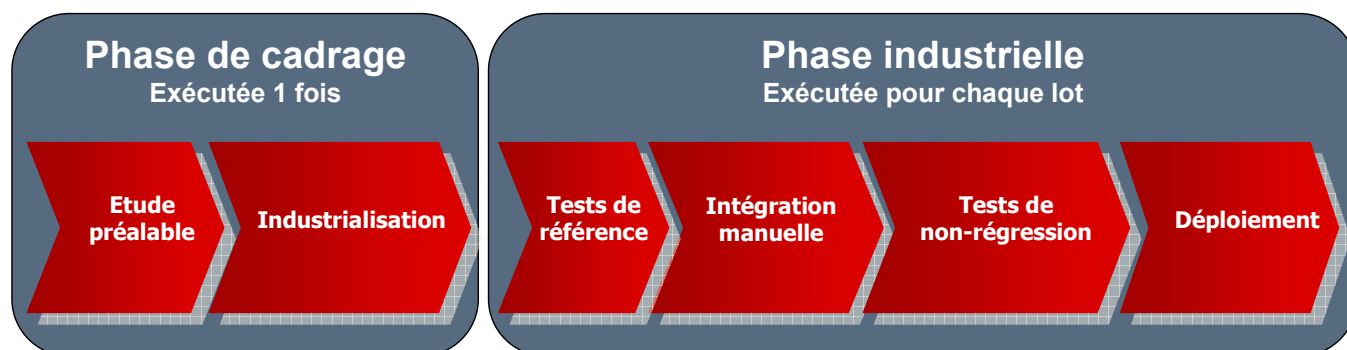 Phase de cadrage
Exécutée 1 fois
Etude
préalable
Industrialisation
Phase industrielle
Exécutée pour chaque lot
Tests de
référence
Intégration
manuelle
Tests de
non-régression
Déploiement